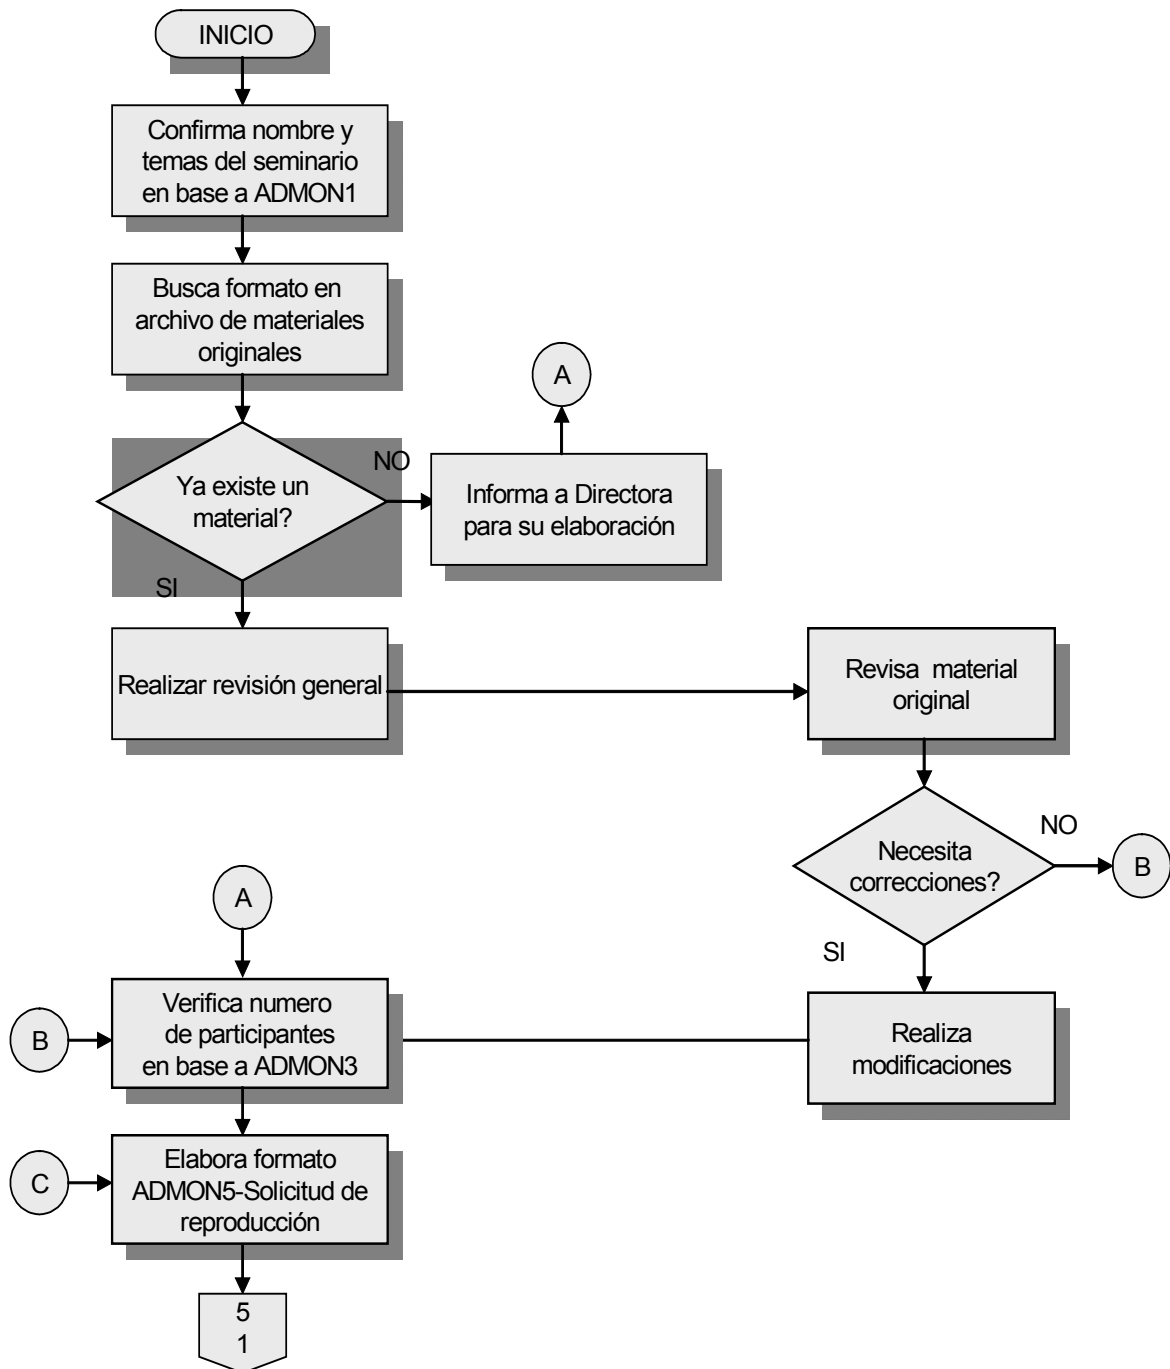 INICIO
Confirma nombre y
temas del seminario
en base a ADMON1
Busca formato en
archivo de materiales
originales
A
Ya existe un
material?
NO
Informa a Directora
para su elaboración
SI
Realizar revisión general
Revisa material
original
Necesita
correcciones?
NO
B
SI
A
Verifica numero
de participantes
en base a ADMON3
B
Realiza
modificaciones
C
Elabora formato
ADMON5-Solicitud de
reproducción
5
1